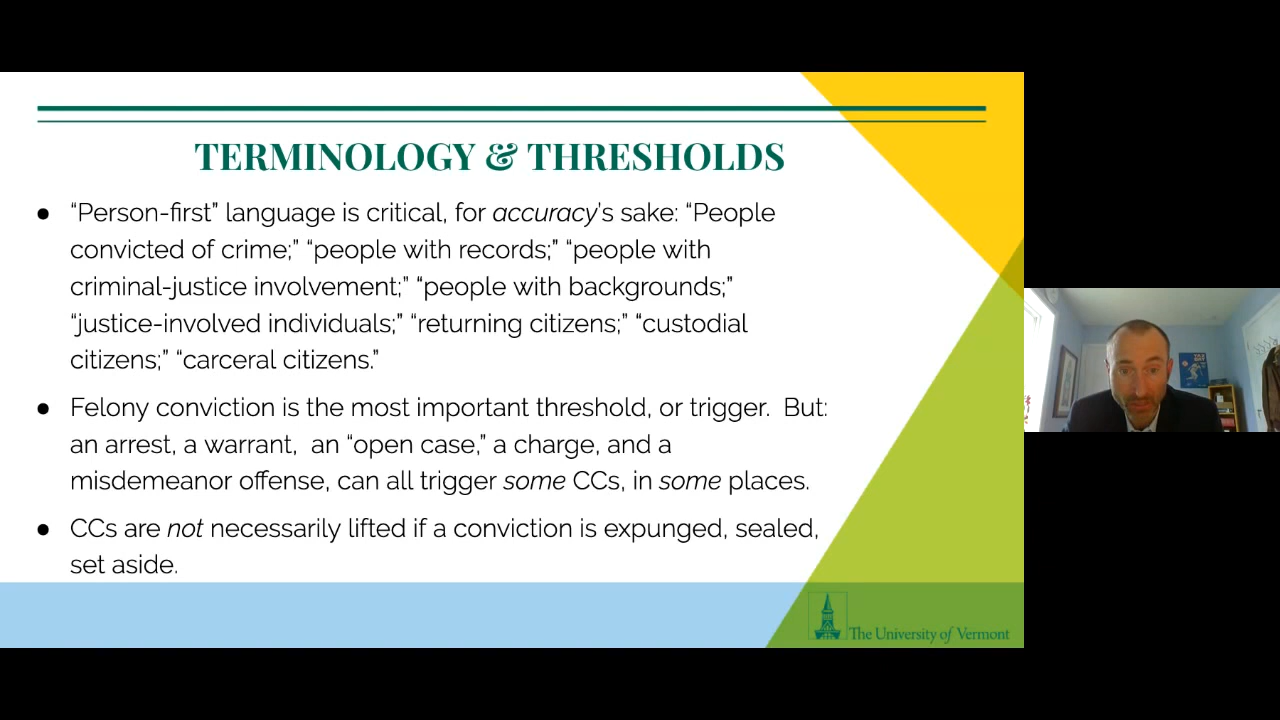 TERMINOLOGY & THRESHOLDS
● “Person-first” language is critical, for accuracy’s sake: “People
convicted of crime;” “people with records;” “people with
criminal-justice involvement;” “people with backgrounds;”
“justice-involved individuals;” “returning citizens;” “custodial
citizens;” “carceral citizens.”
● Felony conviction is the most important threshold, or trigger.  But:
an arrest, a warrant,  an “open case,” a charge, and a
misdemeanor offense, can all trigger some CCs, in some places.
● CCs are not necessarily lifted if a conviction is expunged, sealed,
set aside.
The University of Vermont